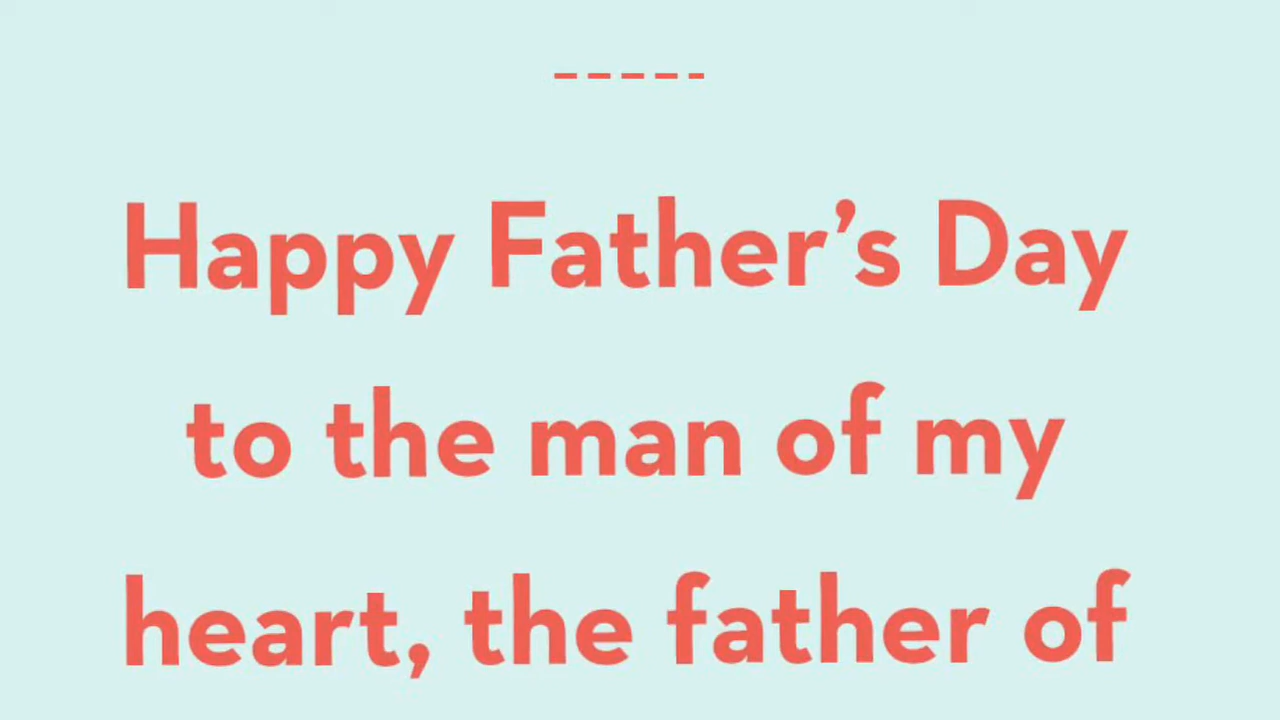 Happy Father’s Day
to the man of my
heart, the father of